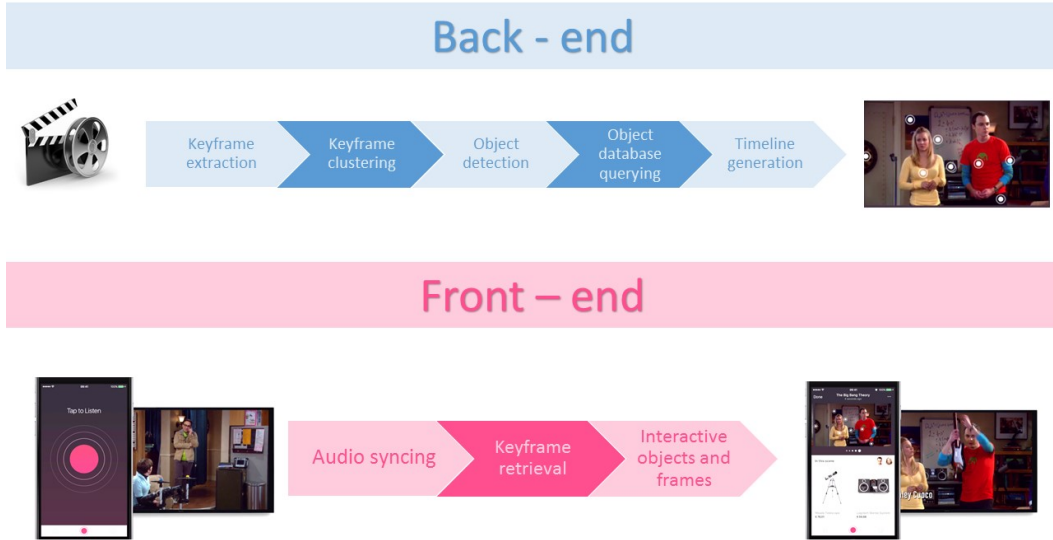 Back - end
Keyframe
extraction
Keyframe
clustering
Object
detection
Object
database
querying
Timeline
generation
Front – end
Tap to Listen
Audio syncing
Keyframe
retrieval
Interactive
objects and
frames
Done
The Big Bang Theory